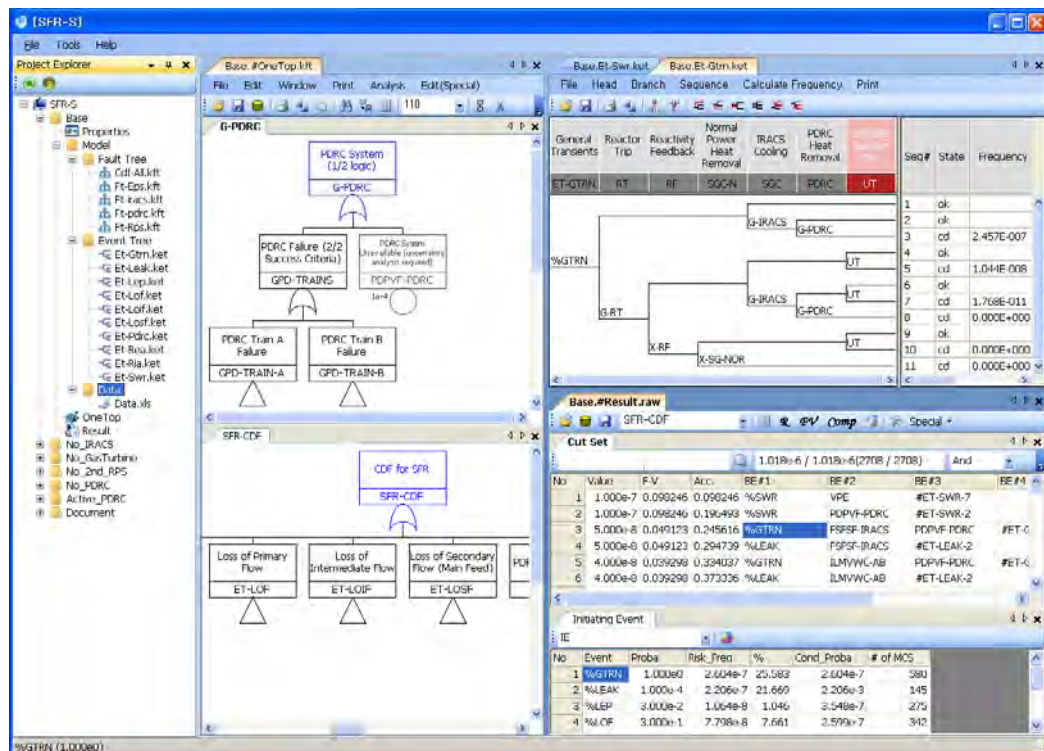 [SFR-S]
File Tools Help
Project Explorer
SFR-S
Base
Properties
Model
Fault Tree
Cdf-All.kft
Ft-Eps.kft
Ft-iracs.kft
Ft-pdrc.kft
Ft-Rps.kft
Event Tree
Et-Gtrn.ket
Et-Leak.ket
Et-Lep.ket
Et-Lof.ket
Et-Loif.ket
Et-Losf.ket
Et-Pdrc.ket
Et-Rea.ket
Et-Ria.ket
Et-Swr.ket
Data
Data.xls
OneTop
Result
No_IRACS
No_GasTurbine
No_2nd_RPS
No_PDRC
Active_PDRC
Document
Base. #OneTop.kft
File Edit Window Print Analysis Edit(Special)
110
G-PDRC
PDRC System
(1/2 logic)
G-PDRC
PDRC Failure (2/2
Success Criteria)
GPD-TRAINS
PDRC System
Unavailable (uncertainty
analysis required)
PDPVF-PDRC
1e-4
PDRC Train A
Failure
GPD-TRAIN-A
PDRC Train B
Failure
GPD-TRAIN-B
SFR-CDF
CDF for SFR
SFR-CDF
Loss of Primary
Flow
ET-LOF
Loss of
Intermediate Flow
ET-LOIF
Loss of Secondary
Flow (Main Feed)
ET-LOSF
Base.Et-Swr.ket Base.Et-Gtrn.ket
File Head Branch Sequence Calculate Frequency Print
General
Transients
Reactor
Trip
Reactivity
Feedback
Normal
Power
Heat
Removal
IRACS
Cooling
PDRC
Heat
Removal
Seq# State Frequency
ET-GTRN RT RF SGC-N SGC PDRC UT
%GTRN
G-RT
X-RF
X-SG-NOR
G-IRACS
G-PDRC
G-IRACS
G-PDRC
UT
UT
UT
1 ok
2 ok
3 cd 2.457E-007
4 ok
5 cd 1.044E-008
6 ok
7 cd 1.768E-011
8 cd 0.000E+000
9 ok
10 cd 0.000E+000
11 cd 0.000E+000
Base.#Result.raw
SFR-CDF R FV Comp Special
Cut Set
1.018e-6 / 1.018e-6(2708 / 2708) And
No Value F-V Acc. BE#1 BE#2 BE#3 BE#4
1 1.000e-7 0.098246 0.098246 %SWR VPE #ET-SWR-7
2 1.000e-7 0.098246 0.196493 %SWR PDPVF-PDRC #ET-SWR-2
3 5.000e-8 0.049123 0.245616 %GTRN FSFSF-IRACS PDPVF-PDRC #ET-G
4 5.000e-8 0.049123 0.294739 %LEAK FSFSF-IRACS #ET-LEAK-2
5 4.000e-8 0.039298 0.334037 %GTRN ILMVWC-AB PDPVF-PDRC #ET-G
6 4.000e-8 0.039298 0.373336 %LEAK ILMVWC-AB #ET-LEAK-2
Initiating Event
IE
No Event Proba Risk_Freq % Cond_Proba # of MCS
1 %GTRN 1.000e0 2.604e-7 25.583 2.604e-7 580
2 %LEAK 1.000e-4 2.206e-7 21.669 2.206e-3 145
3 %LEP 3.000e-2 1.064e-8 1.046 3.548e-7 275
4 %LOF 3.000e-1 7.798e-8 7.661 2.599e-7 342
%GTRN (1.000e0)